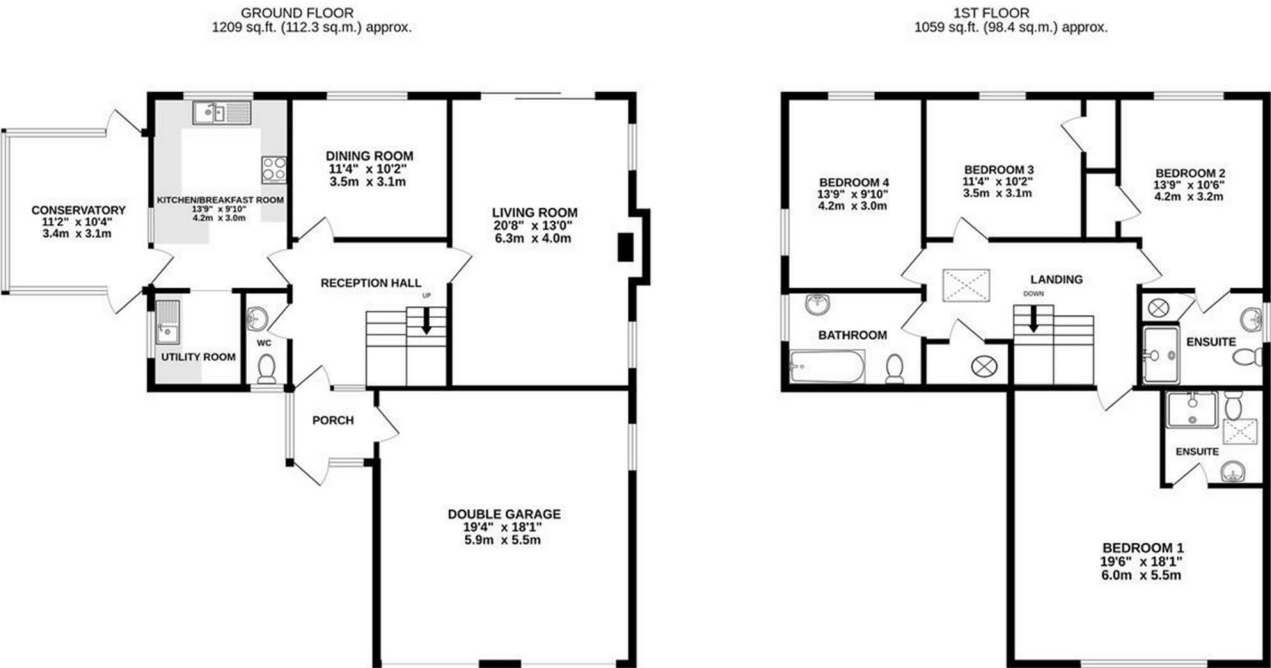 GROUND FLOOR
1209 sq.ft. (112.3 sq.m.) approx.
CONSERVATORY
11'2" x 10'4"
3.4m x 3.1m
KITCHEN/BREAKFAST ROOM
13'9" x 9'10"
4.2m x 3.0m
DINING ROOM
11'4" x 10'2"
3.5m x 3.1m
LIVING ROOM
20'8" x 13'0"
6.3m x 4.0m
RECEPTION HALL
UP
UTILITY ROOM
WC
PORCH
DOUBLE GARAGE
19'4" x 18'1"
5.9m x 5.5m
1ST FLOOR
1059 sq.ft. (98.4 sq.m.) approx.
BEDROOM 4
13'9" x 9'10"
4.2m x 3.0m
BEDROOM 3
11'4" x 10'2"
3.5m x 3.1m
BEDROOM 2
13'9" x 10'6"
4.2m x 3.2m
LANDING
DOWN
BATHROOM
ENSUITE
ENSUITE
BEDROOM 1
19'6" x 18'1"
6.0m x 5.5m